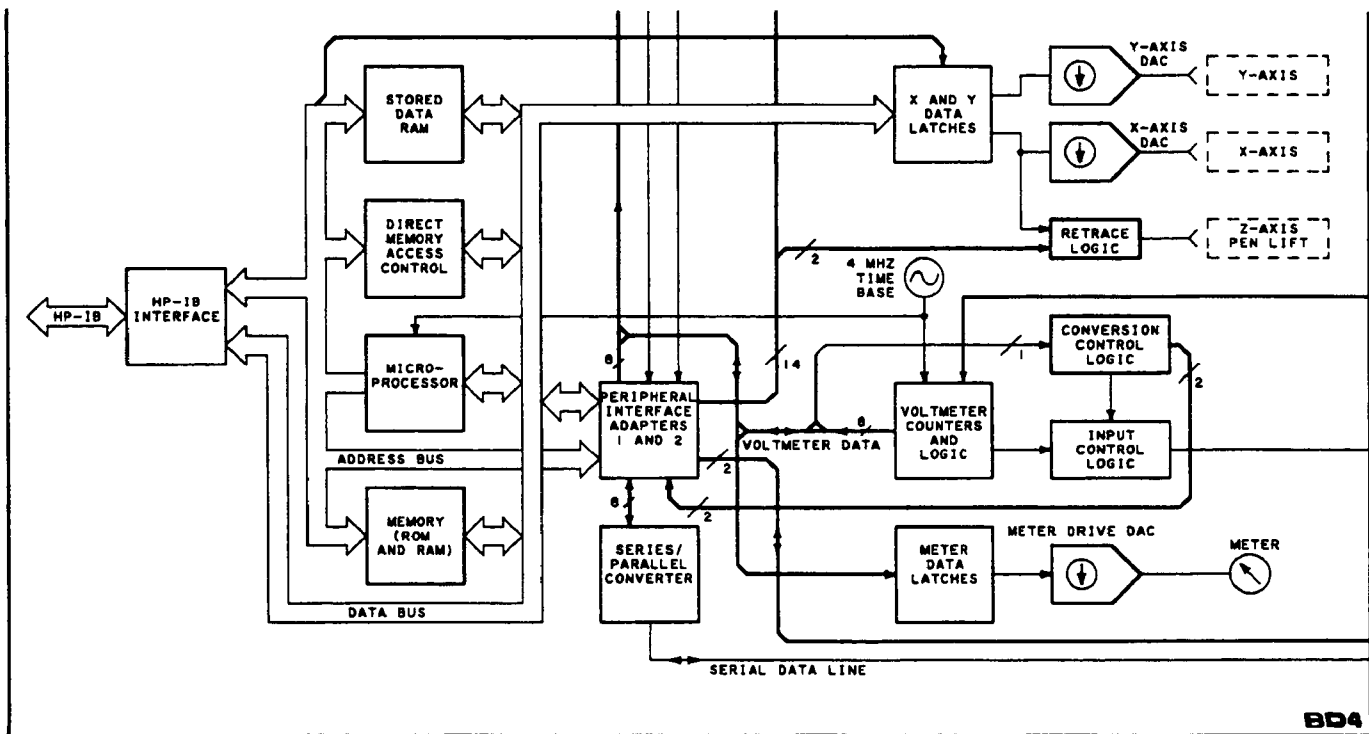 STORED
DATA
RAM
X AND Y
DATA
LATCHES
Y-AXIS
DAC
Y-AXIS
X-AXIS
DAC
X-AXIS
DIRECT
MEMORY
ACCESS
CONTROL
RETRACE
LOGIC
Z-AXIS
PEN LIFT
2
4 MHZ
TIME
BASE
HP-IB
HP-IB
INTERFACE
MICRO-
PROCESSOR
8
PERIPHERAL
INTERFACE
ADAPTERS
1 AND 2
14
1
CONVERSION
CONTROL
LOGIC
2
VOLTMETER
COUNTERS
AND
LOGIC
8
VOLTMETER DATA
INPUT
CONTROL
LOGIC
ADDRESS BUS
2
8
2
MEMORY
(ROM
AND RAM)
SERIES/
PARALLEL
CONVERTER
METER
DATA
LATCHES
METER DRIVE DAC
METER
DATA BUS
SERIAL DATA LINE
BD4